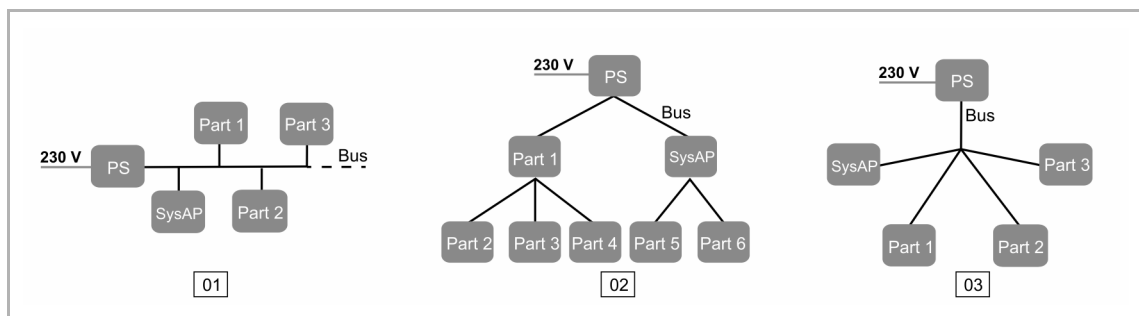 230 V
PS
Part 1
Part 3
Bus
SysAP
Part 2
01
230 V
PS
Bus
Part 1
SysAP
Part 2
Part 3
Part 4
Part 5
Part 6
02
230 V
PS
Bus
SysAP
Part 3
Part 1
Part 2
03